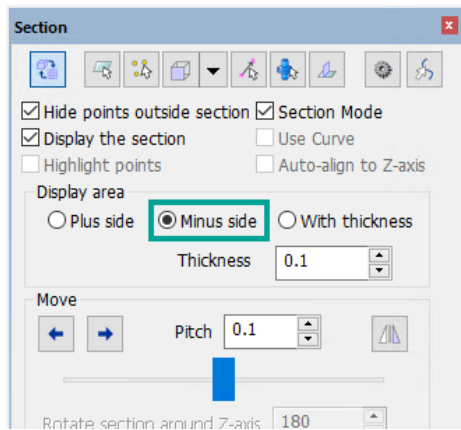 Section
Hide points outside section Section Mode
Display the section Use Curve
Highlight points Auto-align to Z-axis
Display area
Plus side Minus side With thickness
Thickness 0.1
Move
Pitch 0.1
Rotate section around Z-axis 180